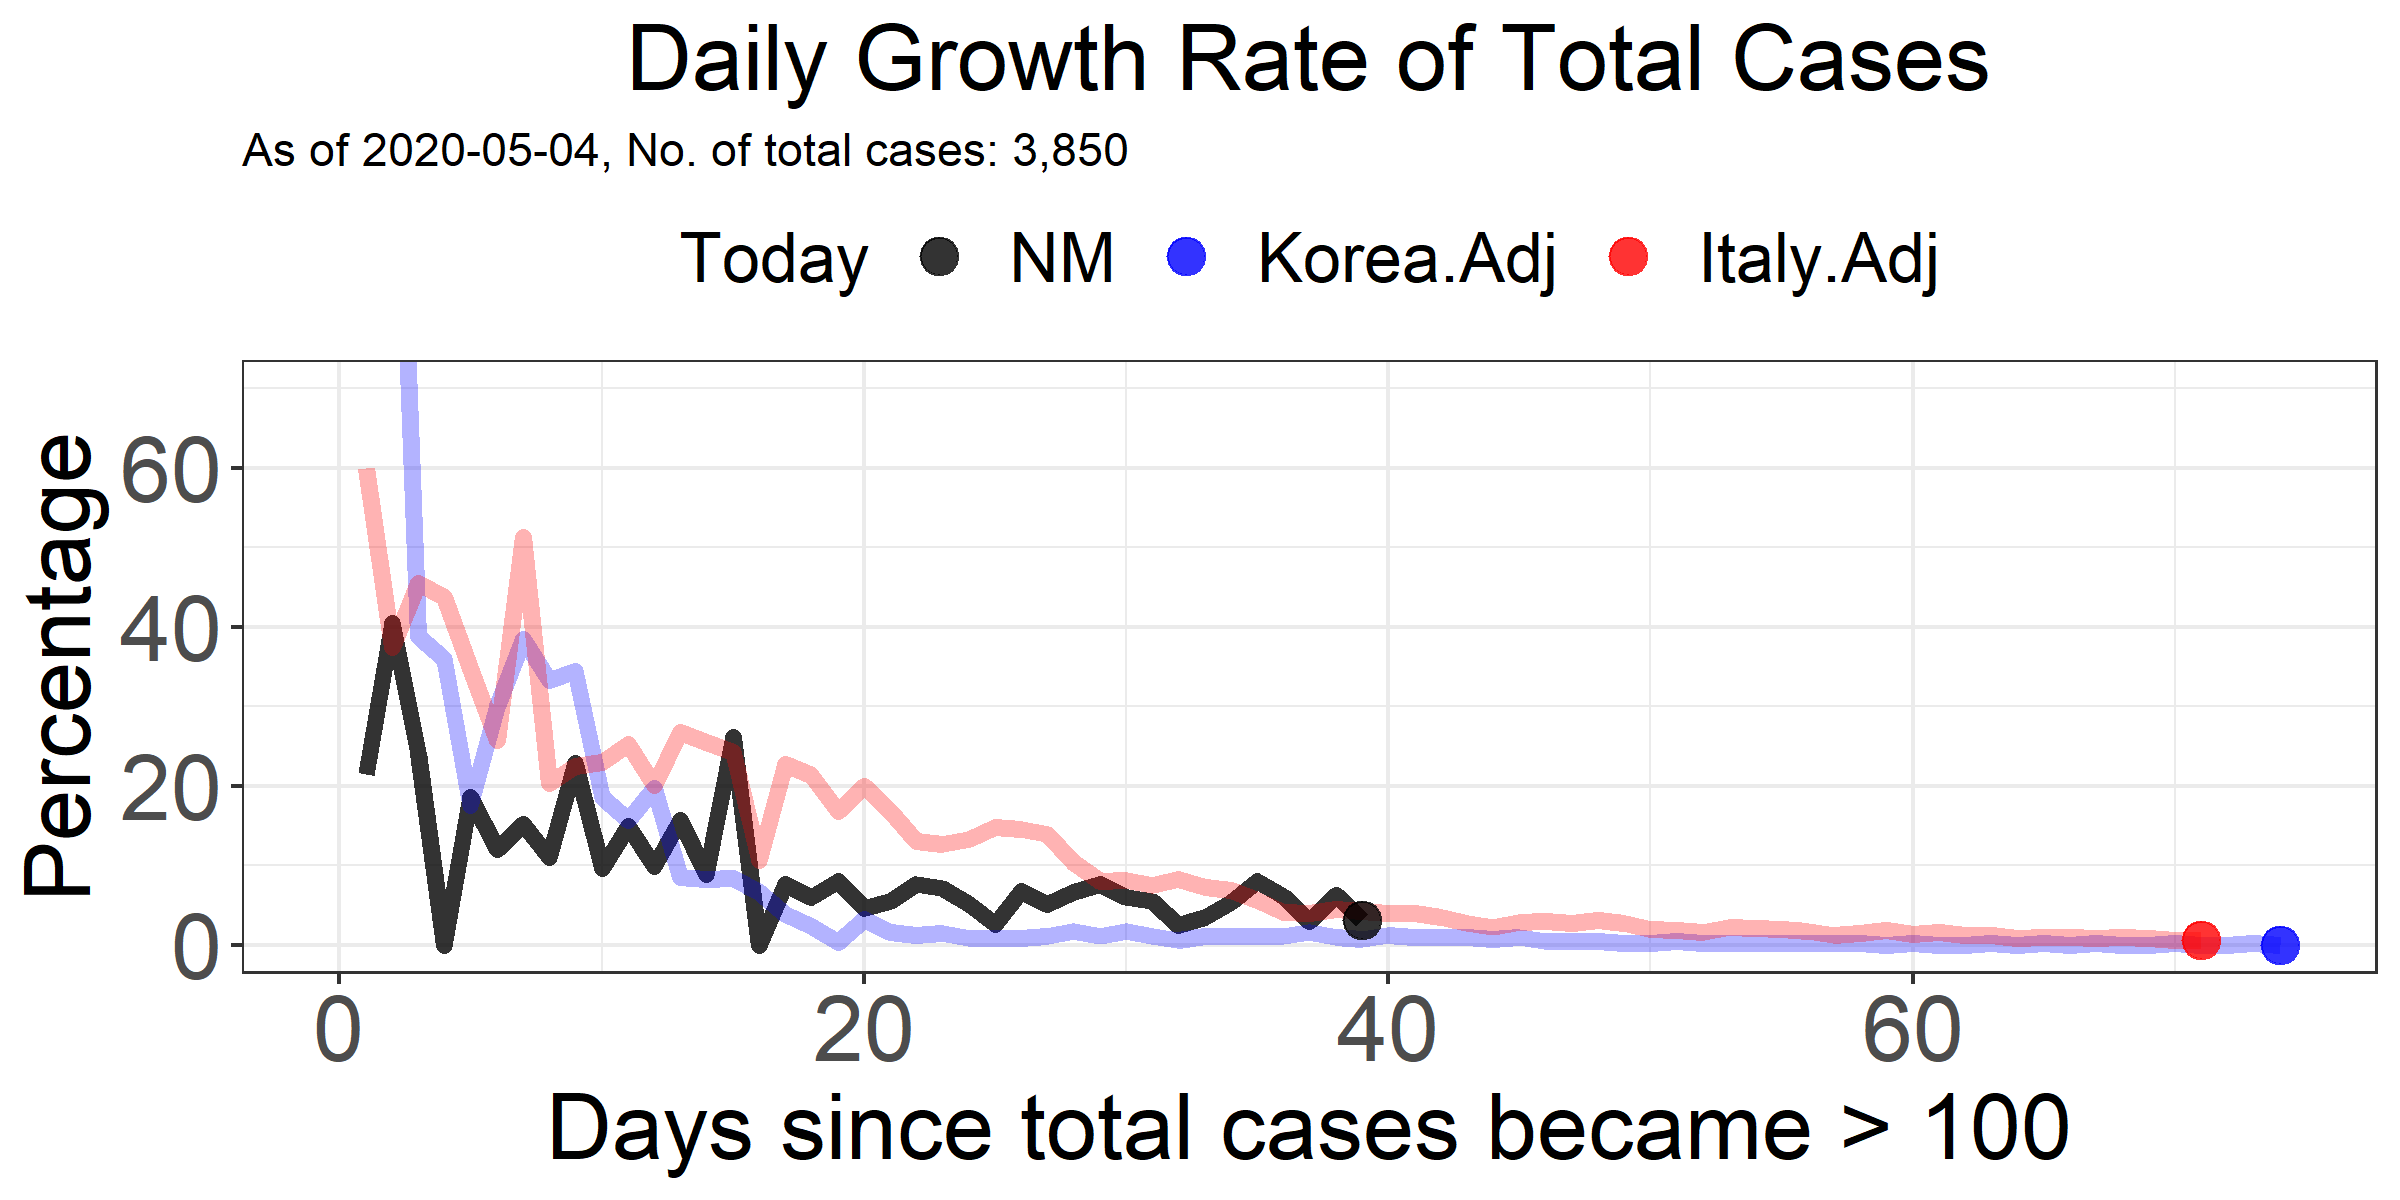 Daily Growth Rate of Total Cases
As of 2020-05-04, No. of total cases: 3,850
Today NM Korea.Adj Italy.Adj
Percentage
60
40
20
0
0 20 40 60
Days since total cases became > 100